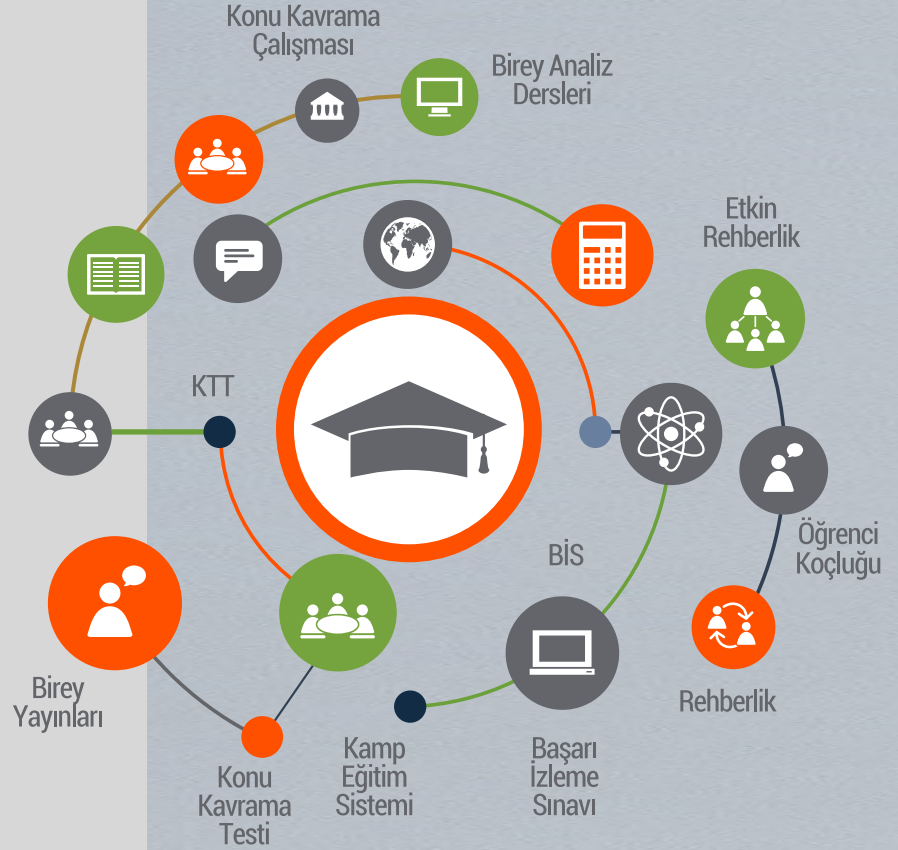 Konu Kavrama
Çalışması
Birey Analiz
Dersleri
Etkin
Rehberlik
KTT
Öğrenci
Koçluğu
BİS
Birey
Yayınları
Rehberlik
Konu
Kavrama
Testi
Kamp
Eğitim
Sistemi
Başarı
İzleme
Sınavı